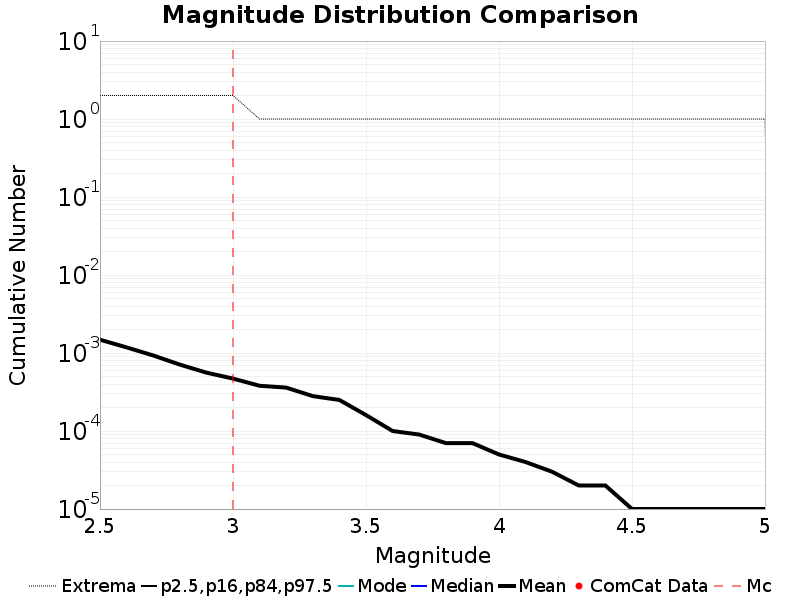 Magnitude Distribution Comparison
Cumulative Number
10^1
10^0
10^-1
10^-2
10^-3
10^-4
10^-5
2.5 3 3.5 4 4.5 5
Magnitude
Extrema p2.5,p16,p84,p97.5 Mode Median Mean ComCat Data Mc